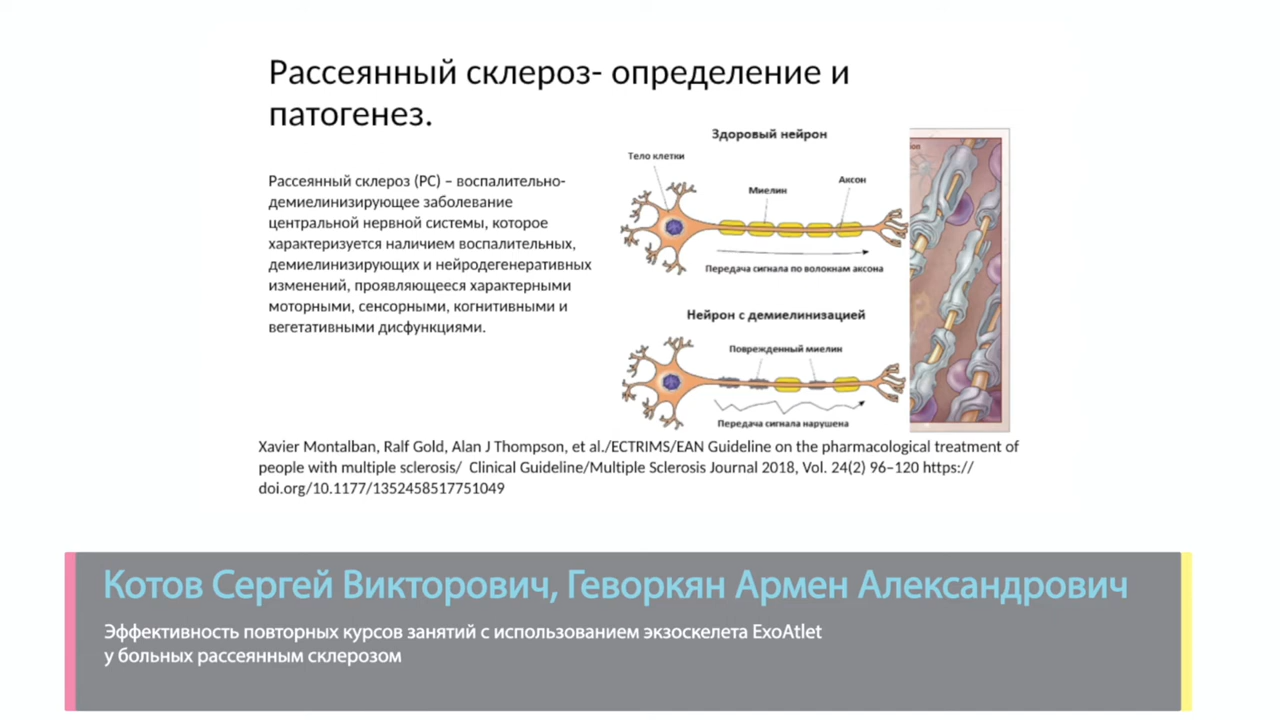 Рассеянный склероз- определение и
патогенез.
Рассеянный склероз (РС) – воспалительно-
демиелинизирующее заболевание
центральной нервной системы, которое
характеризуется наличием воспалительных,
демиелинизирующих и нейродегенеративных
изменений, проявляющееся характерными
моторными, сенсорными, когнитивными и
вегетативными дисфункциями.
Здоровый нейрон
Тело клетки
Миелин
Аксон
Передача сигнала по волокнам аксона
Нейрон с демиелинизацией
Поврежденный миелин
Передача сигнала нарушена
Xavier Montalban, Ralf Gold, Alan J Thompson, et al./ECTRIMS/EAN Guideline on the pharmacological treatment of
people with multiple sclerosis/ Clinical Guideline/Multiple Sclerosis Journal 2018, Vol. 24(2) 96–120 https://
doi.org/10.1177/1352458517751049
Котов Сергей Викторович, Геворкян Армен Александрович
Эффективность повторных курсов занятий с использованием экзоскелета ExoAtlet
у больных рассеянным склерозом